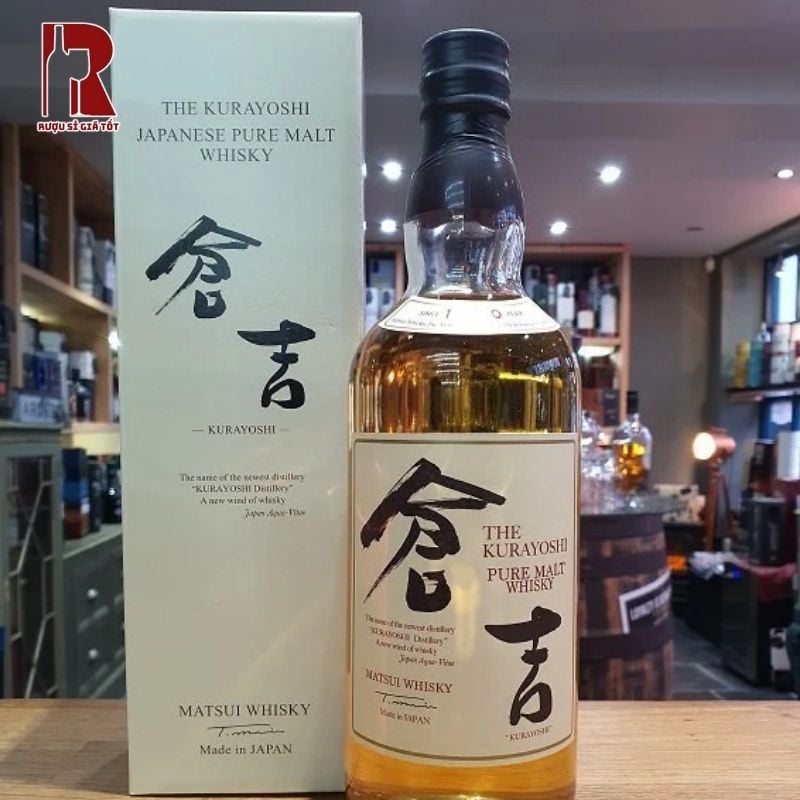 RƯỢU SỈ GIÁ TỐT
THE KURAYOSHI
JAPANESE PURE MALT
WHISKY
倉
吉
— KURAYOSHI —
The name of the newest distillery
"KURAYOSHI Distillery"
A new wind of whisky
Japan Aqua-Vitae
MATSUI WHISKY
Made in JAPAN
SINCE 1
倉
吉
THE
KURAYOSHI
PURE MALT
WHISKY
The name of the newest distillery
"KURAYOSHI Distillery"
A new wind of whisky
Japan Aqua-Vitae
MATSUI WHISKY
Made in JAPAN
"KURAYOSHI"